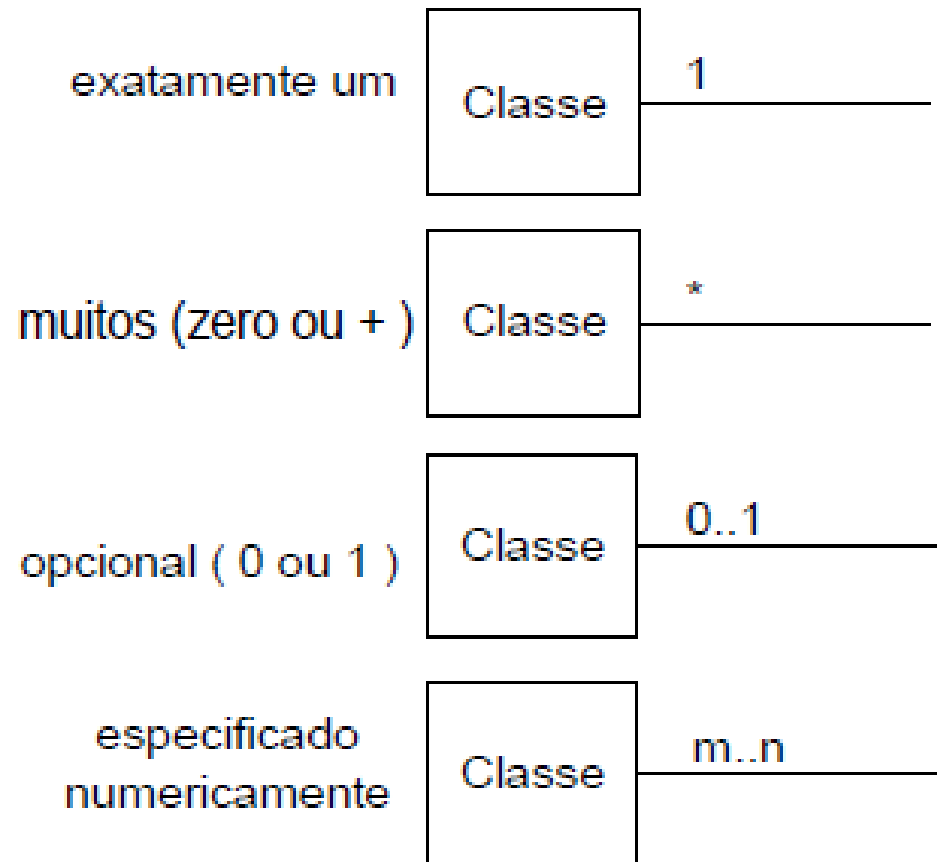 exatamente um
Classe
1
muitos (zero ou + )
Classe
*
opcional ( 0 ou 1 )
Classe
0..1
especificado
numericamente
Classe
m..n